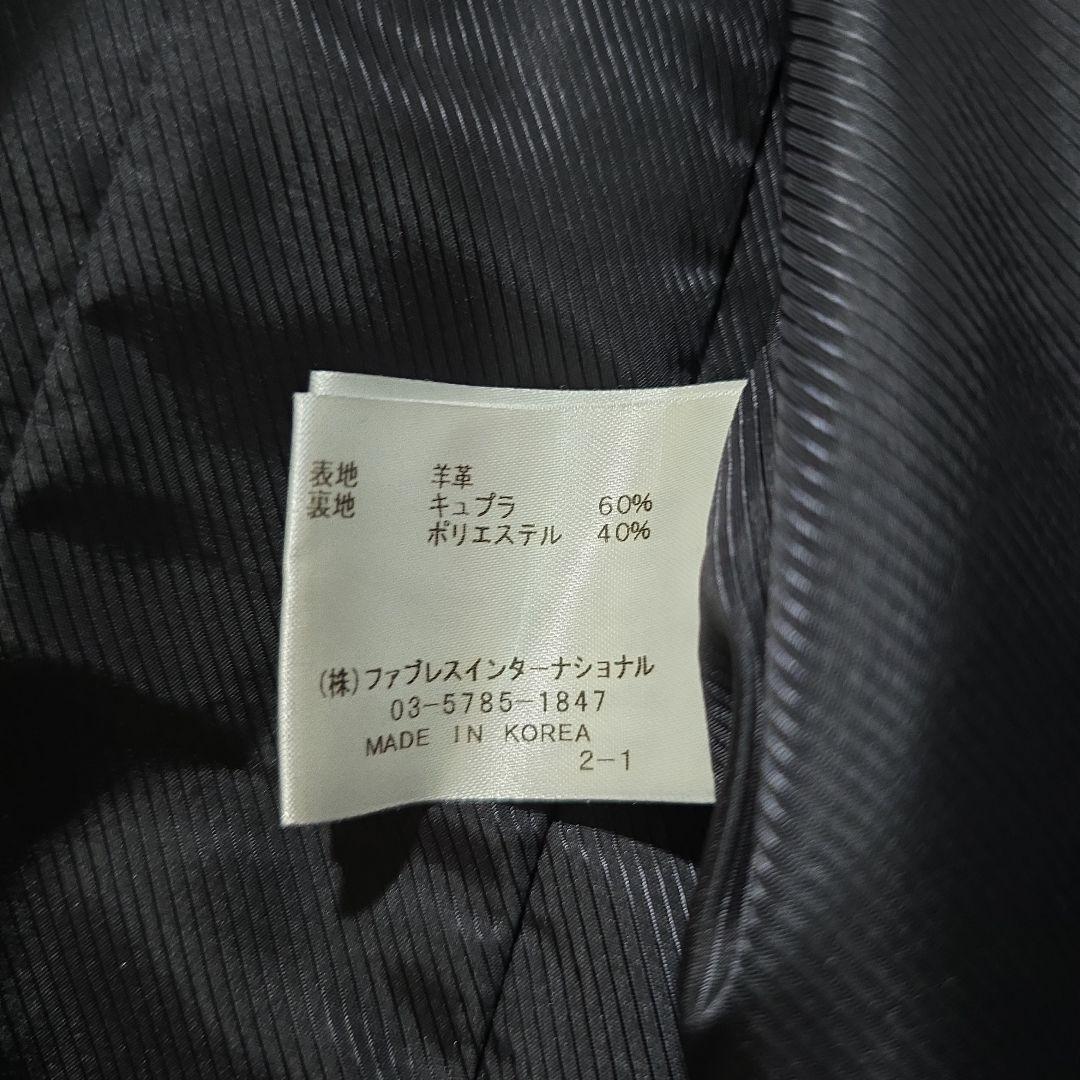 表地 羊革
裏地 キュプラ 60%
ポリエステル 40%
(株)ファブレスインターナショナル
03-5785-1847
MADE IN KOREA
2-1